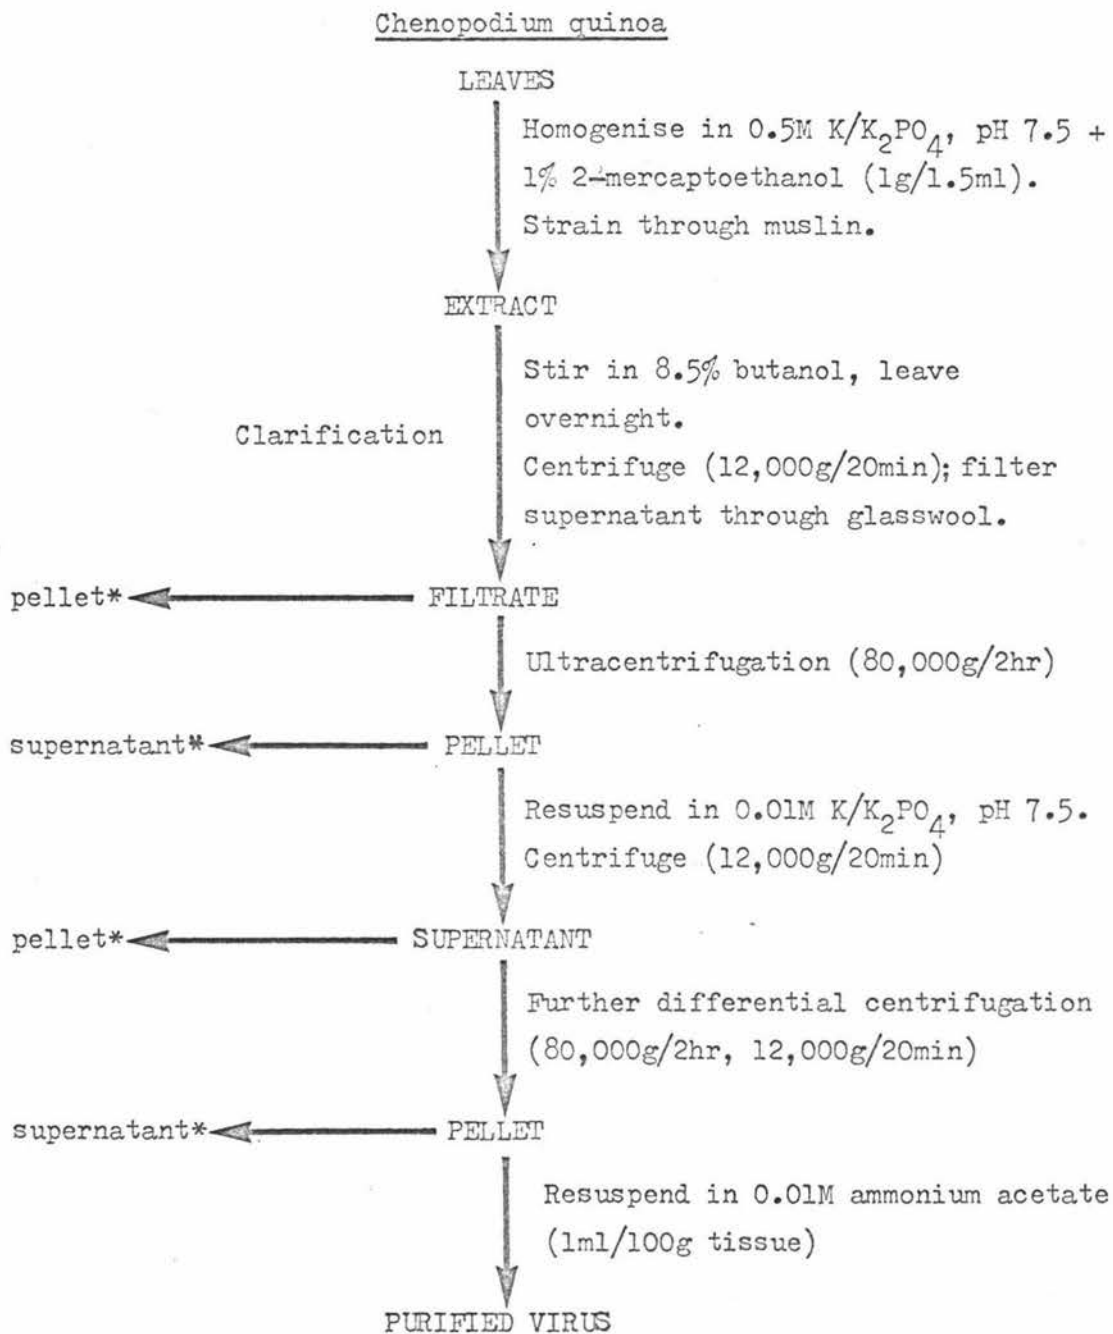 Chenopodium quinoa
LEAVES
Homogenise in 0.5M K/K₂PO₄, pH 7.5 +
1% 2-mercaptoethanol (1g/1.5ml).
Strain through muslin.
EXTRACT
Stir in 8.5% butanol, leave
overnight.
Clarification
Centrifuge (12,000g/20min); filter
supernatant through glasswool.
pellet* FILTRATE
Ultracentrifugation (80,000g/2hr)
supernatant* PELLET
Resuspend in 0.01M K/K₂PO₄, pH 7.5.
Centrifuge (12,000g/20min)
pellet* SUPERNATANT
Further differential centrifugation
(80,000g/2hr, 12,000g/20min)
supernatant* PELLET
Resuspend in 0.01M ammonium acetate
(1ml/100g tissue)
PURIFIED VIRUS